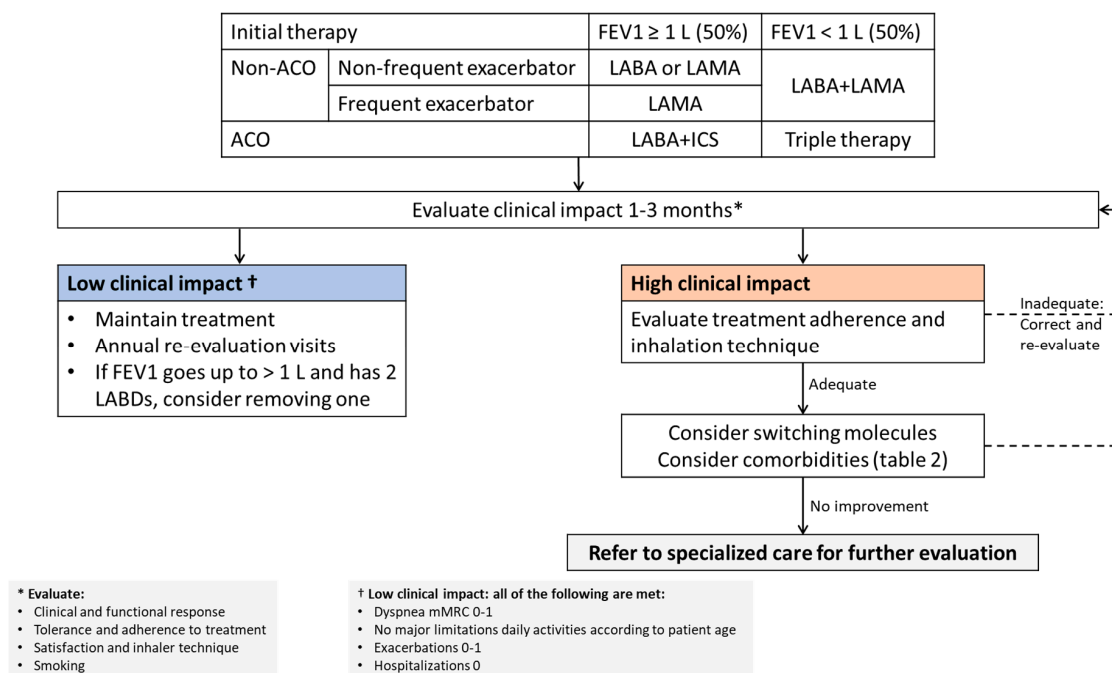 Initial therapy FEV1 ≥ 1 L (50%) FEV1 < 1 L (50%)
Non-ACO Non-frequent exacerbator LABA or LAMA LABA+LAMA
Frequent exacerbator LAMA
ACO LABA+ICS Triple therapy
Evaluate clinical impact 1-3 months*
Low clinical impact †
• Maintain treatment
• Annual re-evaluation visits
• If FEV1 goes up to > 1 L and has 2
LABDs, consider removing one
High clinical impact
Evaluate treatment adherence and
inhalation technique
Inadequate:
Correct and
re-evaluate
Adequate
Consider switching molecules
Consider comorbidities (table 2)
No improvement
Refer to specialized care for further evaluation
* Evaluate:
• Clinical and functional response
• Tolerance and adherence to treatment
• Satisfaction and inhaler technique
• Smoking
† Low clinical impact: all of the following are met:
• Dyspnea mMRC 0-1
• No major limitations daily activities according to patient age
• Exacerbations 0-1
• Hospitalizations 0